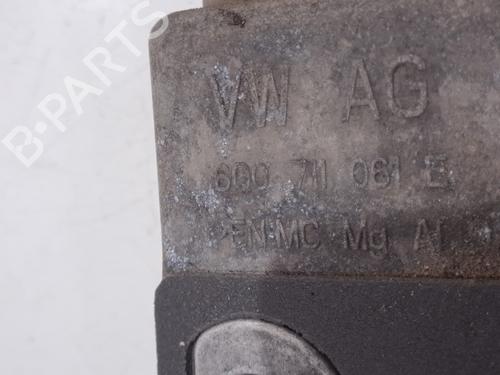 B-PARTS
VW AG
6Q0 711 061 E
EN-MC Mg Al